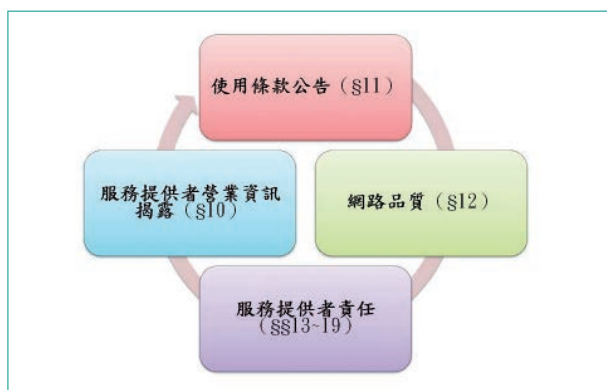 使用條款公告（§11）
服務提供者營業資訊
揭露（§10）
網路品質（§12）
服務提供者責任
（§§13~19）